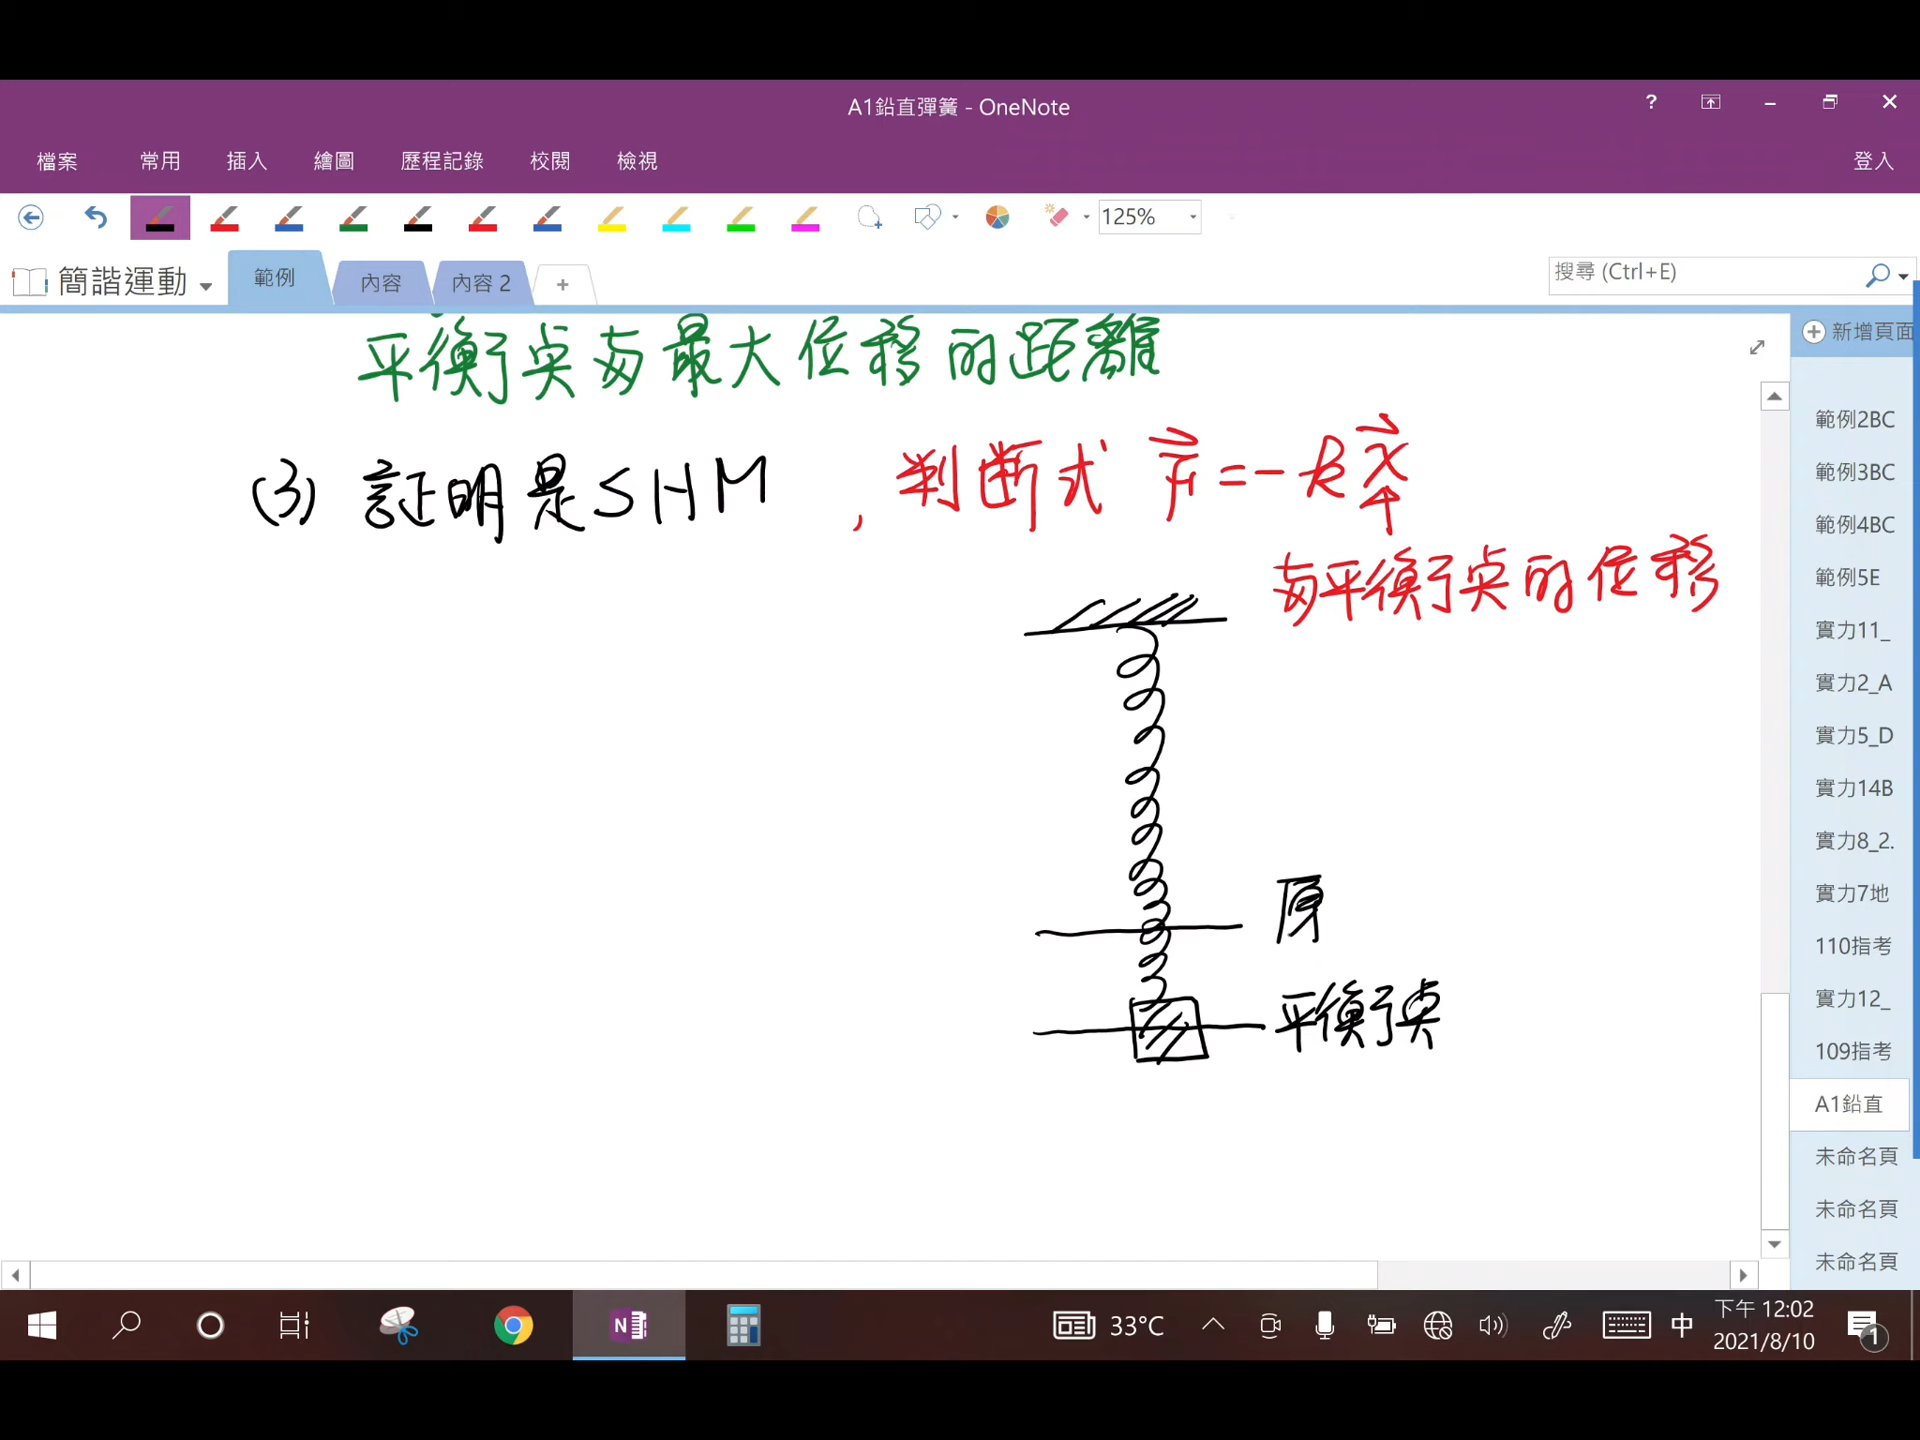 A1鉛直彈簧 - OneNote
?
檔案 常用 插入 繪圖 歷程記錄 校閱 檢視 登入
125%
簡諧運動 範例 內容 內容 2 +
搜尋 (Ctrl+E)
新增頁面
平衡点与最大位移的距離
(3) 証明是SHM , 判断式 F⃗ = -kx⃗
与平衡点的位移
原
平衡点
範例2BC
範例3BC
範例4BC
範例5E
實力11_
實力2_A
實力5_D
實力14B
實力8_2.
實力7地
110指考
實力12_
109指考
A1鉛直
未命名頁
未命名頁
未命名頁
N
33°C
中
下午 12:02
2021/8/10
1